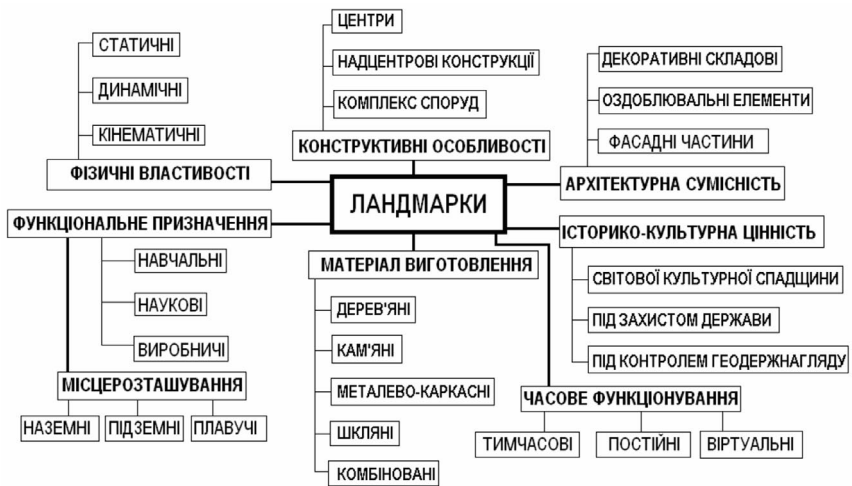 ЦЕНТРИ
НАДЦЕНТРОВІ КОНСТРУКЦІЇ
КОМПЛЕКС СПОРУД
КОНСТРУКТИВНІ ОСОБЛИВОСТІ
СТАТИЧНІ
ДИНАМІЧНІ
КІНЕМАТИЧНІ
ФІЗИЧНІ ВЛАСТИВОСТІ
ДЕКОРАТИВНІ СКЛАДОВІ
ОЗДОБЛЮВАЛЬНІ ЕЛЕМЕНТИ
ФАСАДНІ ЧАСТИНИ
АРХІТЕКТУРНА СУМІСНІСТЬ
ЛАНДМАРКИ
ФУНКЦІОНАЛЬНЕ ПРИЗНАЧЕННЯ
НАВЧАЛЬНІ
НАУКОВІ
ВИРОБНИЧІ
МІСЦЕРОЗТАШУВАННЯ
НАЗЕМНІ
ПІДЗЕМНІ
ПЛАВУЧІ
МАТЕРІАЛ ВИГОТОВЛЕННЯ
ДЕРЕВ'ЯНІ
КАМ'ЯНІ
МЕТАЛЕВО-КАРКАСНІ
ШКЛЯНІ
КОМБІНОВАНІ
ІСТОРИКО-КУЛЬТУРНА ЦІННІСТЬ
СВІТОВОЇ КУЛЬТУРНОЇ СПАДЩИНИ
ПІД ЗАХИСТОМ ДЕРЖАВИ
ПІД КОНТРОЛЕМ ГЕОДЕРЖНАГЛЯДУ
ЧАСОВЕ ФУНКЦІОНУВАННЯ
ТИМЧАСОВІ
ПОСТІЙНІ
ВІРТУАЛЬНІ